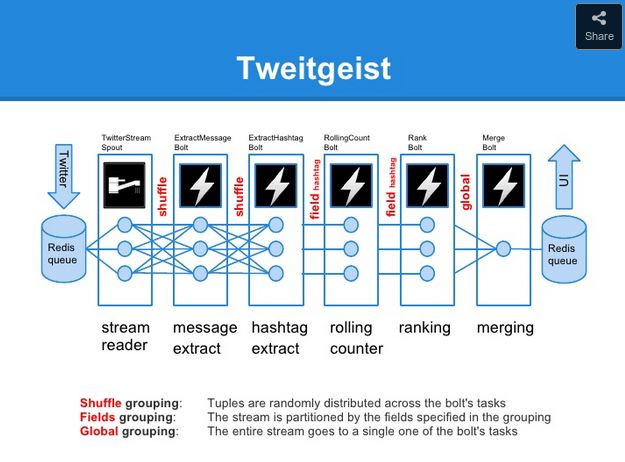 Share
Tweitgeist
TwitterStream
Spout
ExtractMessage
Bolt
ExtractHashtag
Bolt
RollingCount
Bolt
Rank
Bolt
Merge
Bolt
Twitter
shuffle
shuffle
field hashtag
field hashtag
global
UI
Redis
queue
Redis
queue
stream
reader
message
extract
hashtag
extract
rolling
counter
ranking
merging
Shuffle grouping: Tuples are randomly distributed across the bolt's tasks
Fields grouping: The stream is partitioned by the fields specified in the grouping
Global grouping: The entire stream goes to a single one of the bolt's tasks